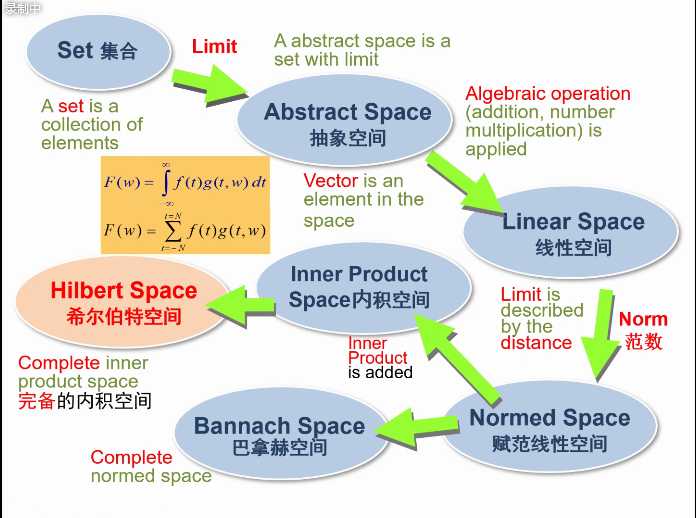 录制中
Set 集合
Limit
A abstract space is a
set with limit
A set is a
collection of
elements
Abstract Space
抽象空间
Algebraic operation
(addition, number
multiplication) is
applied
F(w) = ∫_{-∞}^{∞} f(t)g(t,w) dt
F(w) = ∑_{t=-N}^{t=N} f(t)g(t,w)
Vector is an
element in the
space
Linear Space
线性空间
Hilbert Space
希尔伯特空间
Inner Product
Space内积空间
Limit is
described
by the
distance
Norm
范数
Complete inner
product space
完备的内积空间
Inner
Product
is added
Bannach Space
巴拿赫空间
Normed Space
赋范线性空间
Complete
normed space